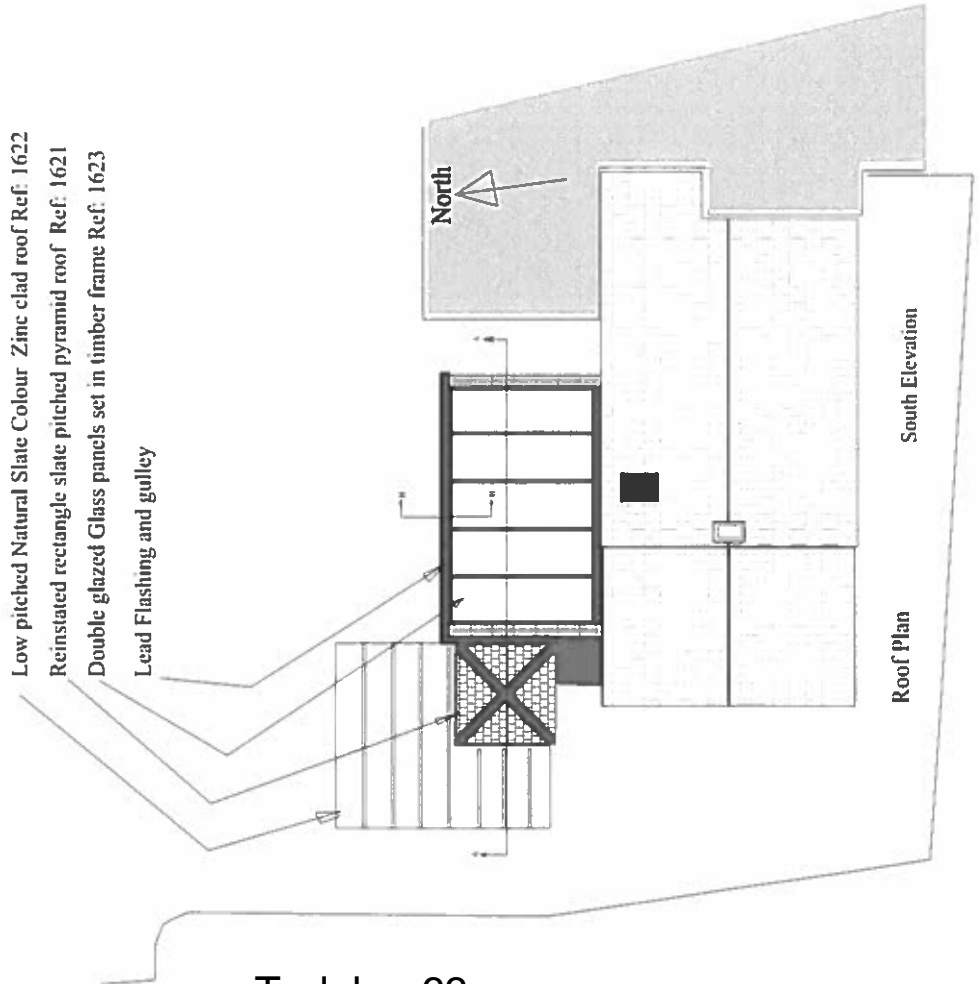 Low pitched Natural Slate Colour Zinc clad roof Ref: 1622
Reinstated rectangle slate pitched pyramid roof Ref: 1621
Double glazed Glass panels set in timber frame Ref: 1623
Lead Flashing and gulley
North
South Elevation
Roof Plan